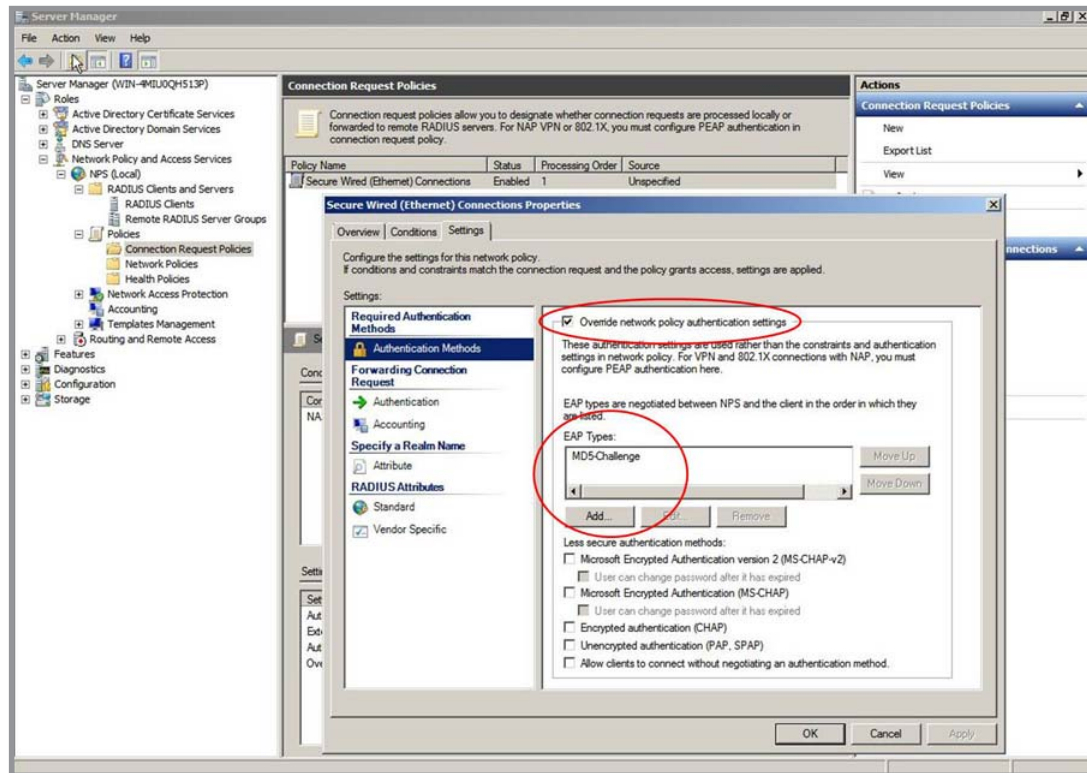 Server Manager
File Action View Help
Server Manager (WIN-4MIU0QH513P)
Roles
Active Directory Certificate Services
Active Directory Domain Services
DNS Server
Network Policy and Access Services
NPS (Local)
RADIUS Clients and Servers
RADIUS Clients
Remote RADIUS Server Groups
Policies
Connection Request Policies
Network Policies
Health Policies
Network Access Protection
Accounting
Templates Management
Routing and Remote Access
Features
Diagnostics
Configuration
Storage
Connection Request Policies
Connection request policies allow you to designate whether connection requests are processed locally or
forwarded to remote RADIUS servers. For NAP VPN or 802.1X, you must configure PEAP authentication in
connection request policy.
Policy Name Status Processing Order Source
Secure Wired (Ethernet) Connections Enabled 1 Unspecified
Actions
Connection Request Policies
New
Export List
View
nnections
Secure Wired (Ethernet) Connections Properties
Overview Conditions Settings
Configure the settings for this network policy.
If conditions and constraints match the connection request and the policy grants access, settings are applied.
Settings:
Required Authentication
Methods
Authentication Methods
Forwarding Connection
Request
Authentication
Accounting
Specify a Realm Name
Attribute
RADIUS Attributes
Standard
Vendor Specific
Override network policy authentication settings
These authentication settings are used rather than the constraints and authentication
settings in network policy. For VPN and 802.1X connections with NAP, you must
configure PEAP authentication here.
EAP types are negotiated between NPS and the client in the order in which they
are listed.
EAP Types:
MD5-Challenge
Move Up
Move Down
Add... Edit... Remove
Less secure authentication methods:
Microsoft Encrypted Authentication version 2 (MS-CHAP-v2)
User can change password after it has expired
Microsoft Encrypted Authentication (MS-CHAP)
User can change password after it has expired
Encrypted authentication (CHAP)
Unencrypted authentication (PAP, SPAP)
Allow clients to connect without negotiating an authentication method.
OK Cancel Apply
Cond
Cor
NA
Settin
Set
Aut
Ext
Aut
Ove